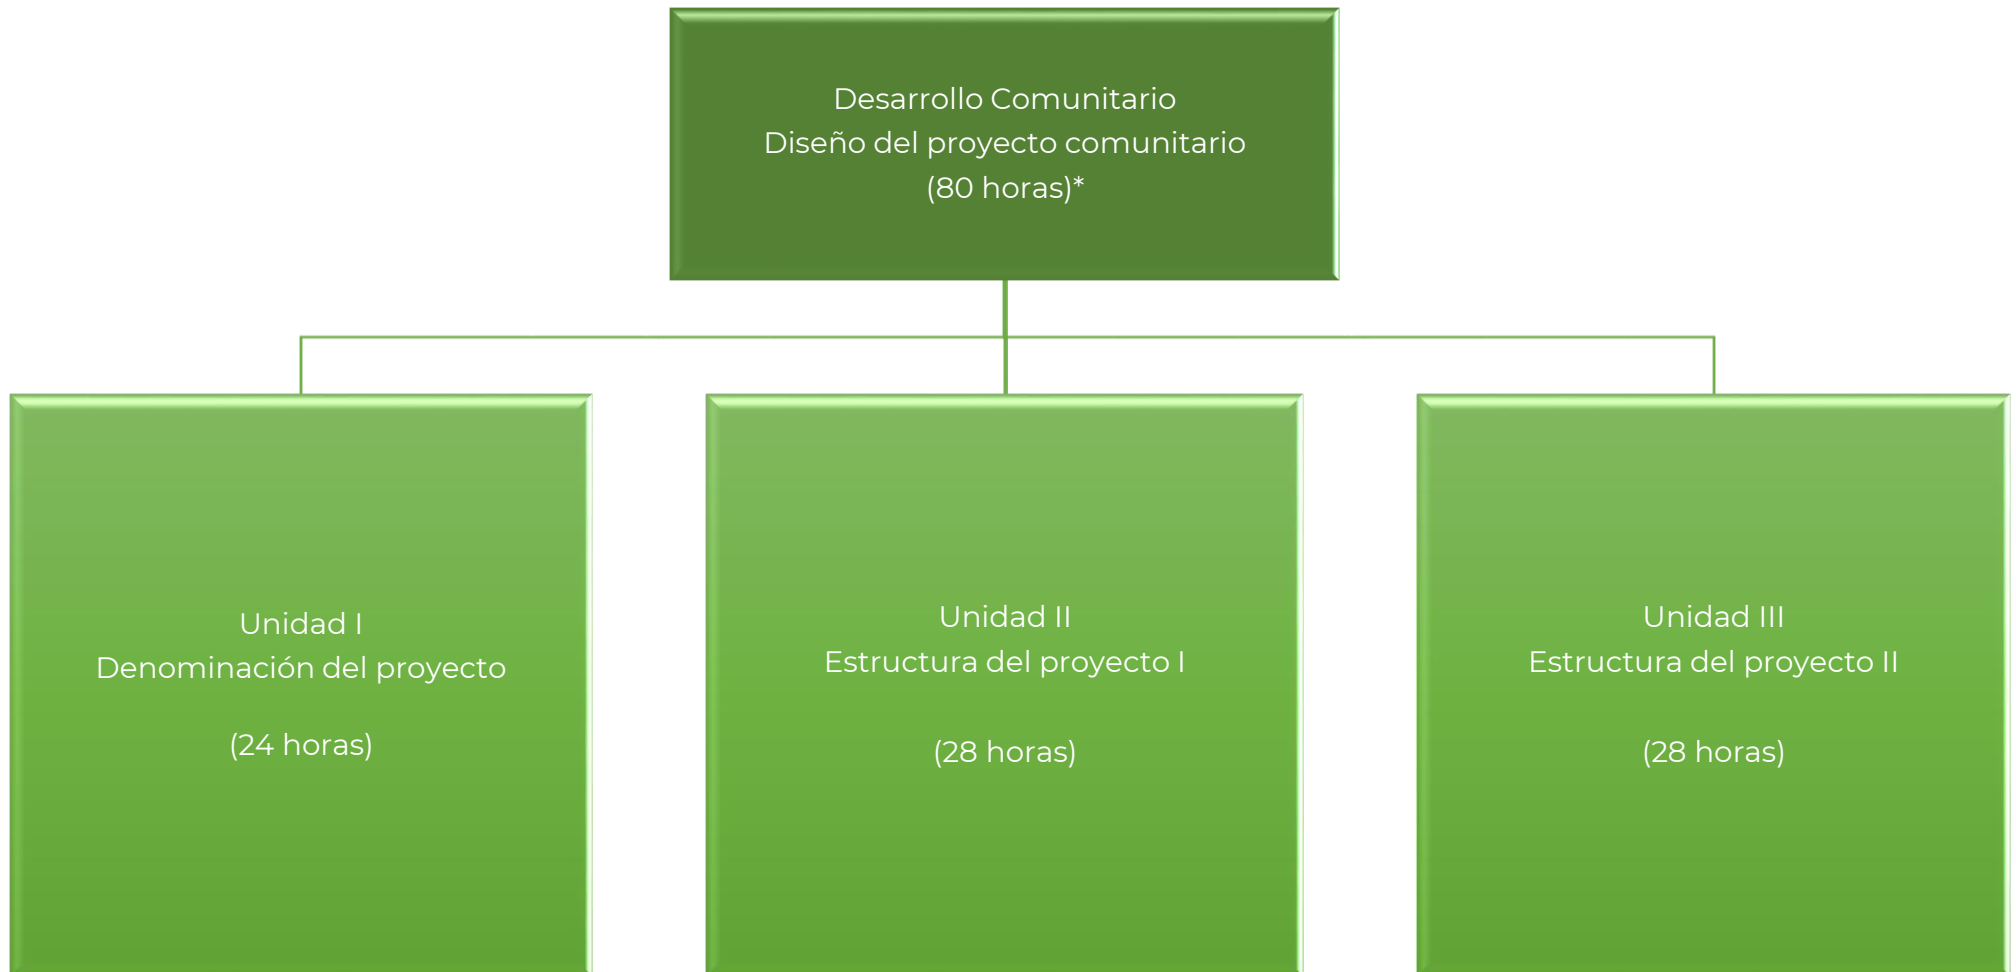 Desarrollo Comunitario
Diseño del proyecto comunitario
(80 horas)*
Unidad I
Denominación del proyecto
(24 horas)
Unidad II
Estructura del proyecto I
(28 horas)
Unidad III
Estructura del proyecto II
(28 horas)